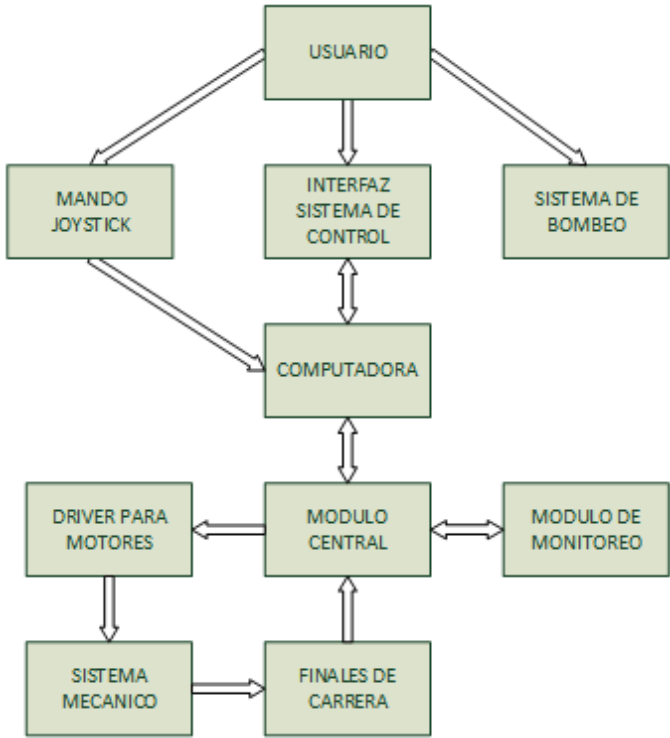 USUARIO
MANDO
JOYSTICK
INTERFAZ
SISTEMA DE
CONTROL
SISTEMA DE
BOMBEO
COMPUTADORA
DRIVER PARA
MOTORES
MODULO
CENTRAL
MODULO DE
MONITOREO
SISTEMA
MECANICO
FINALES DE
CARRERA